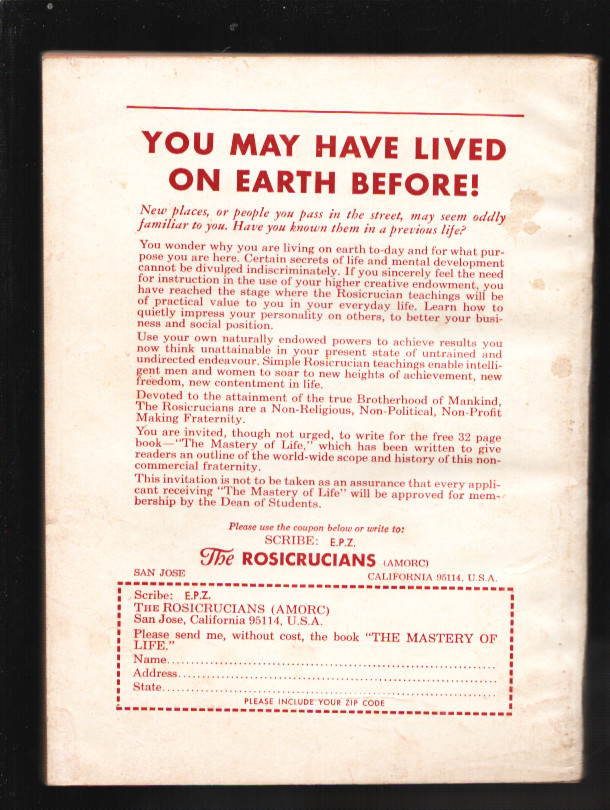 YOU MAY HAVE LIVED
ON EARTH BEFORE!
New places, or people you pass in the street, may seem oddly
familiar to you. Have you known them in a previous life?
You wonder why you are living on earth to-day and for what pur-
pose you are here. Certain secrets of life and mental development
cannot be divulged indiscriminately. If you sincerely feel the need
for instruction in the use of your higher creative endowment, you
have reached the stage where the Rosicrucian teachings will be
of practical value to you in your everyday life. Learn how to
quietly impress your personality on others, to better your busi-
ness and social position.
Use your own naturally endowed powers to achieve results you
now think unattainable in your present state of untrained and
undirected endeavour. Simple Rosicrucian teachings enable intelli-
gent men and women to soar to new heights of achievement, new
freedom, new contentment in life.
Devoted to the attainment of the true Brotherhood of Mankind,
The Rosicrucians are a Non-Religious, Non-Political, Non-Profit
Making Fraternity.
You are invited, though not urged, to write for the free 32 page
book—"The Mastery of Life," which has been written to give
readers an outline of the world-wide scope and history of this non-
commercial fraternity.
This invitation is not to be taken as an assurance that every appli-
cant receiving "The Mastery of Life" will be approved for mem-
bership by the Dean of Students.
Please use the coupon below or write to:
SCRIBE: E.P.Z.
The ROSICRUCIANS (AMORC)
SAN JOSE CALIFORNIA 95114, U.S.A.
Scribe: E.P.Z.
THE ROSICRUCIANS (AMORC)
San Jose, California 95114, U.S.A.
Please send me, without cost, the book "THE MASTERY OF
LIFE."
Name
Address
State
PLEASE INCLUDE YOUR ZIP CODE